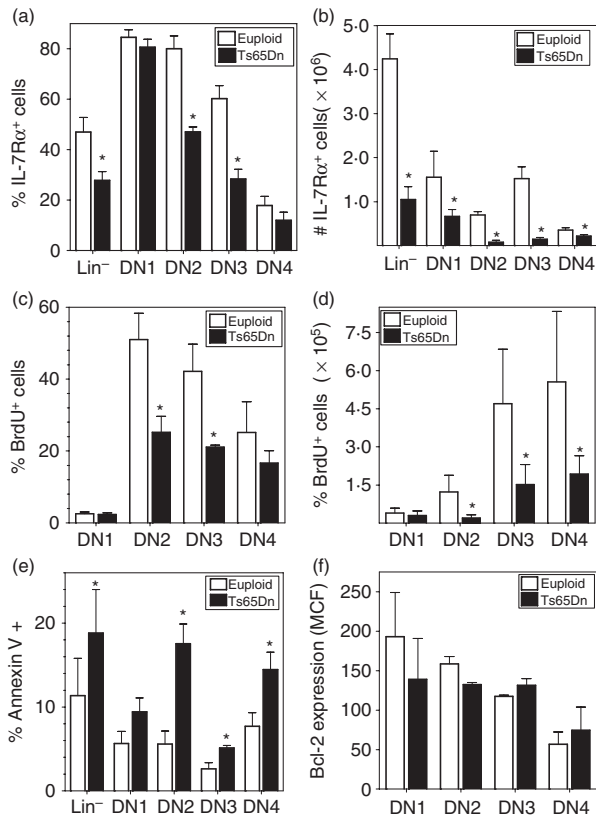 (a)
% IL-7Rα+ cells
80
60
40
20
0
Euploid
Ts65Dn
*
*
*
Lin− DN1 DN2 DN3 DN4
(b)
# IL-7Rα+ cells( × 10⁶)
5·0
4·0
3·0
2·0
1·0
Euploid
Ts65Dn
*
*
*
*
*
Lin− DN1 DN2 DN3 DN4
(c)
% BrdU+ cells
60
40
20
0
Euploid
Ts65Dn
*
*
DN1 DN2 DN3 DN4
(d)
% BrdU+ cells ( × 10⁵)
7·5
6·0
4·5
3·0
1·5
Euploid
Ts65Dn
*
*
*
DN1 DN2 DN3 DN4
(e)
% Annexin V +
20
10
0
Euploid
Ts65Dn
*
*
*
*
Lin− DN1 DN2 DN3 DN4
(f)
Bcl-2 expression (MCF)
250
200
150
100
50
0
Euploid
Ts65Dn
DN1 DN2 DN3 DN4